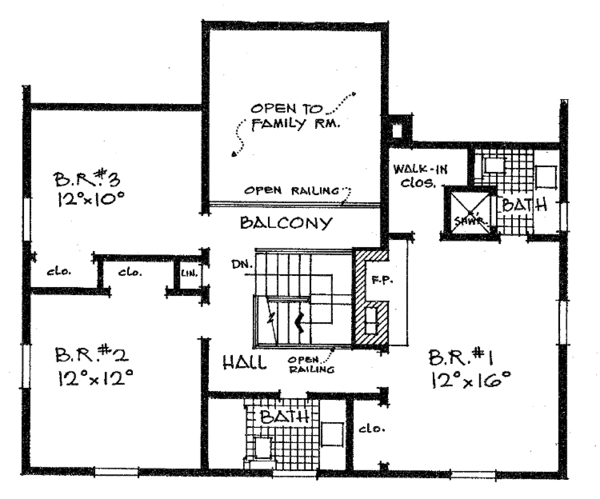 OPEN TO
FAMILY RM.
WALK-IN
CLOS.
B.R.#3
12°x10°
OPEN RAILING
BATH
SHWR.
BALCONY
CLO.
CLO.
LIN.
DN.
F.P.
B.R.#2
12°x12°
HALL
OPEN
RAILING
B.R.#1
12°x16°
BATH
CLO.